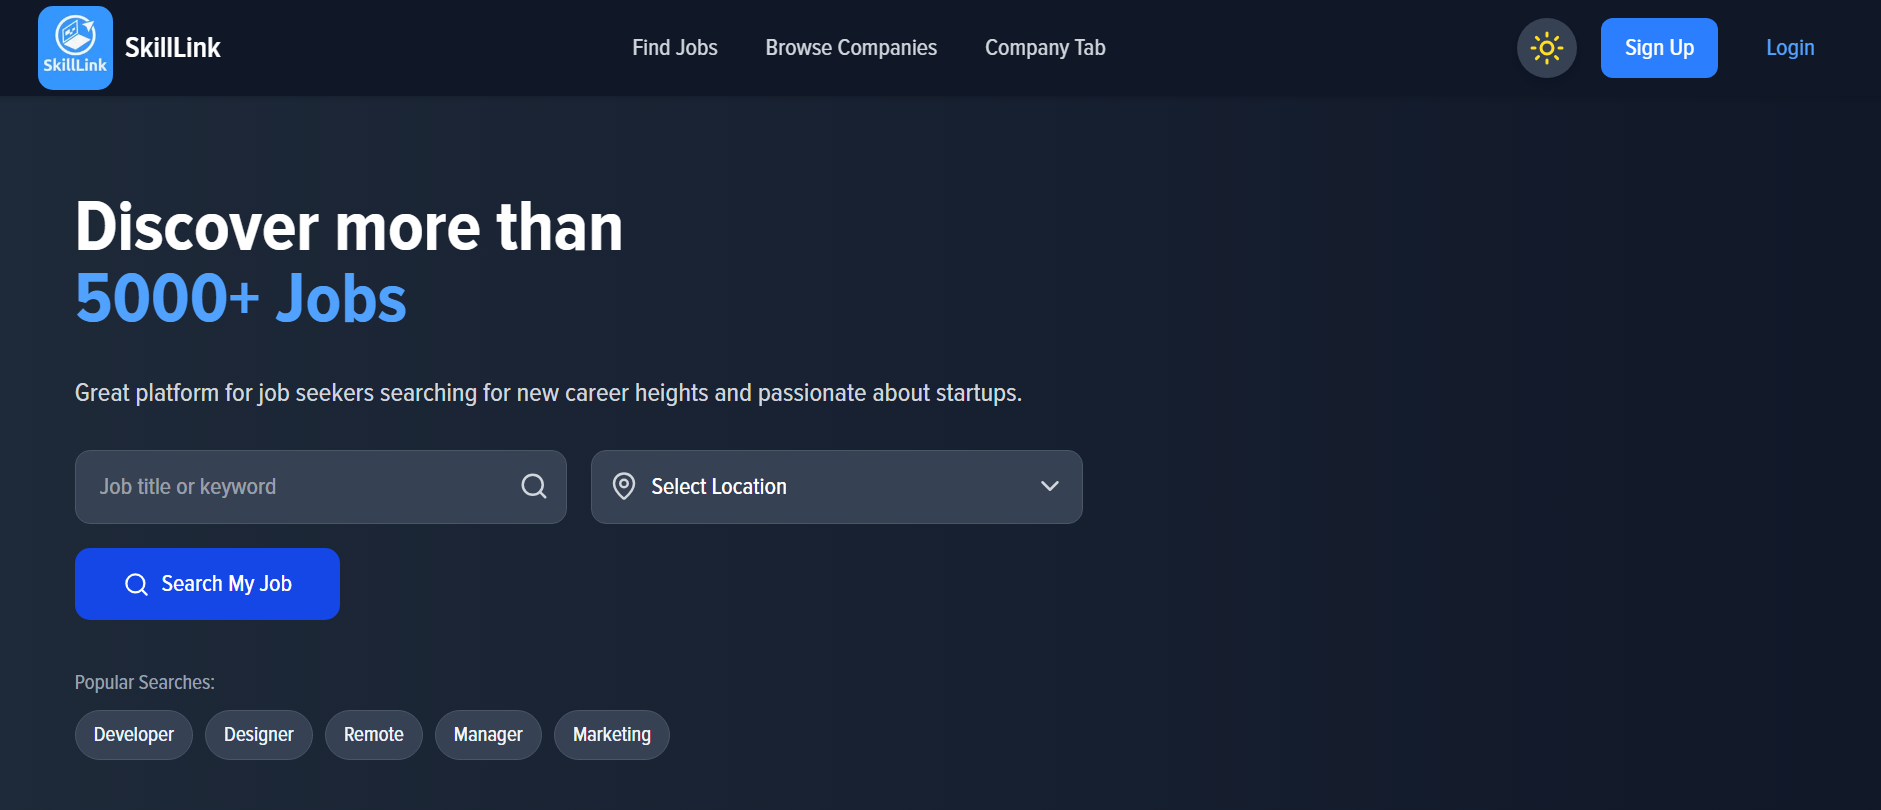 SkillLink
SkillLink
Find Jobs
Browse Companies
Company Tab
Sign Up
Login
Discover more than
5000+ Jobs
Great platform for job seekers searching for new career heights and passionate about startups.
Job title or keyword
Select Location
Search My Job
Popular Searches:
Developer
Designer
Remote
Manager
Marketing